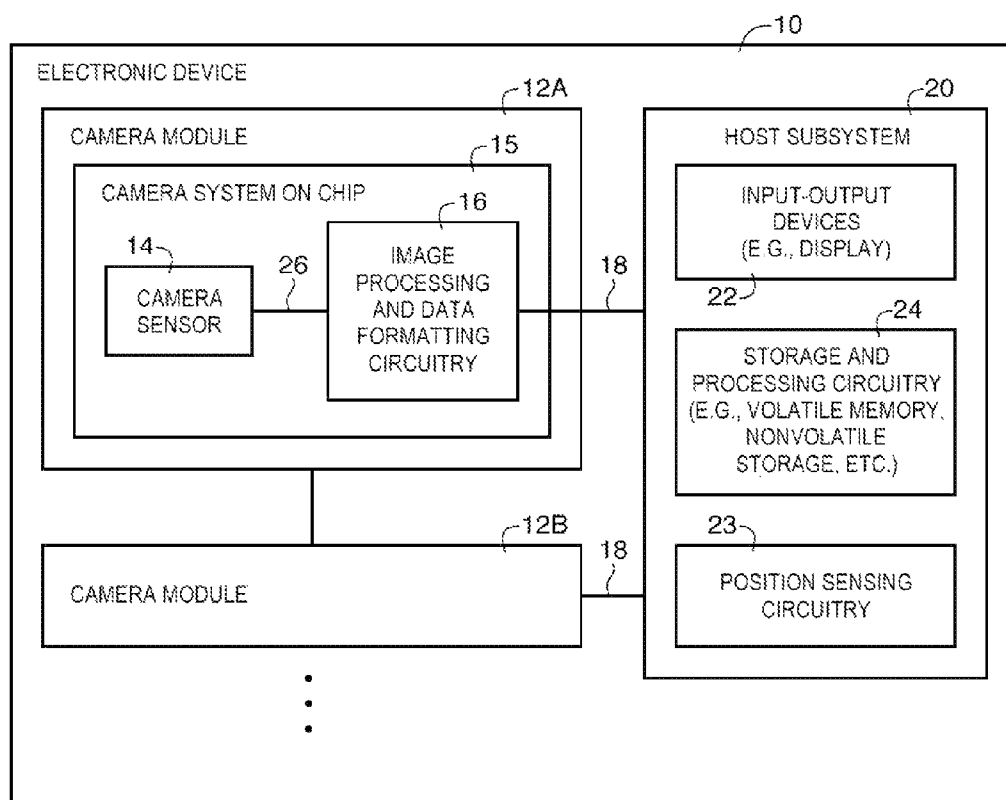 10
ELECTRONIC DEVICE
12A
CAMERA MODULE
15
CAMERA SYSTEM ON CHIP
14
CAMERA
SENSOR
26
16
IMAGE
PROCESSING
AND DATA
FORMATTING
CIRCUITRY
18
20
HOST SUBSYSTEM
INPUT-OUTPUT
DEVICES
(E.G., DISPLAY)
22
24
STORAGE AND
PROCESSING CIRCUITRY
(E.G., VOLATILE MEMORY,
NONVOLATILE
STORAGE, ETC.)
12B
CAMERA MODULE
18
23
POSITION SENSING
CIRCUITRY